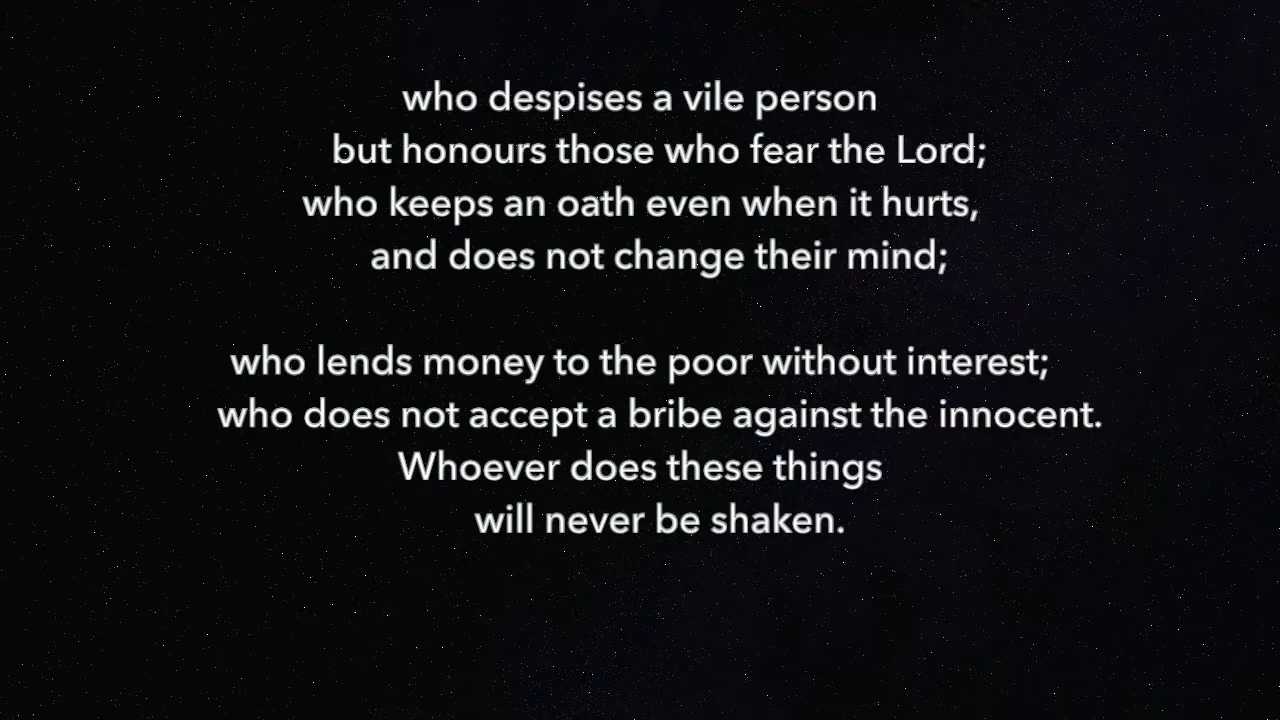 who despises a vile person
but honours those who fear the Lord;
who keeps an oath even when it hurts,
and does not change their mind;
who lends money to the poor without interest;
who does not accept a bribe against the innocent.
Whoever does these things
will never be shaken.